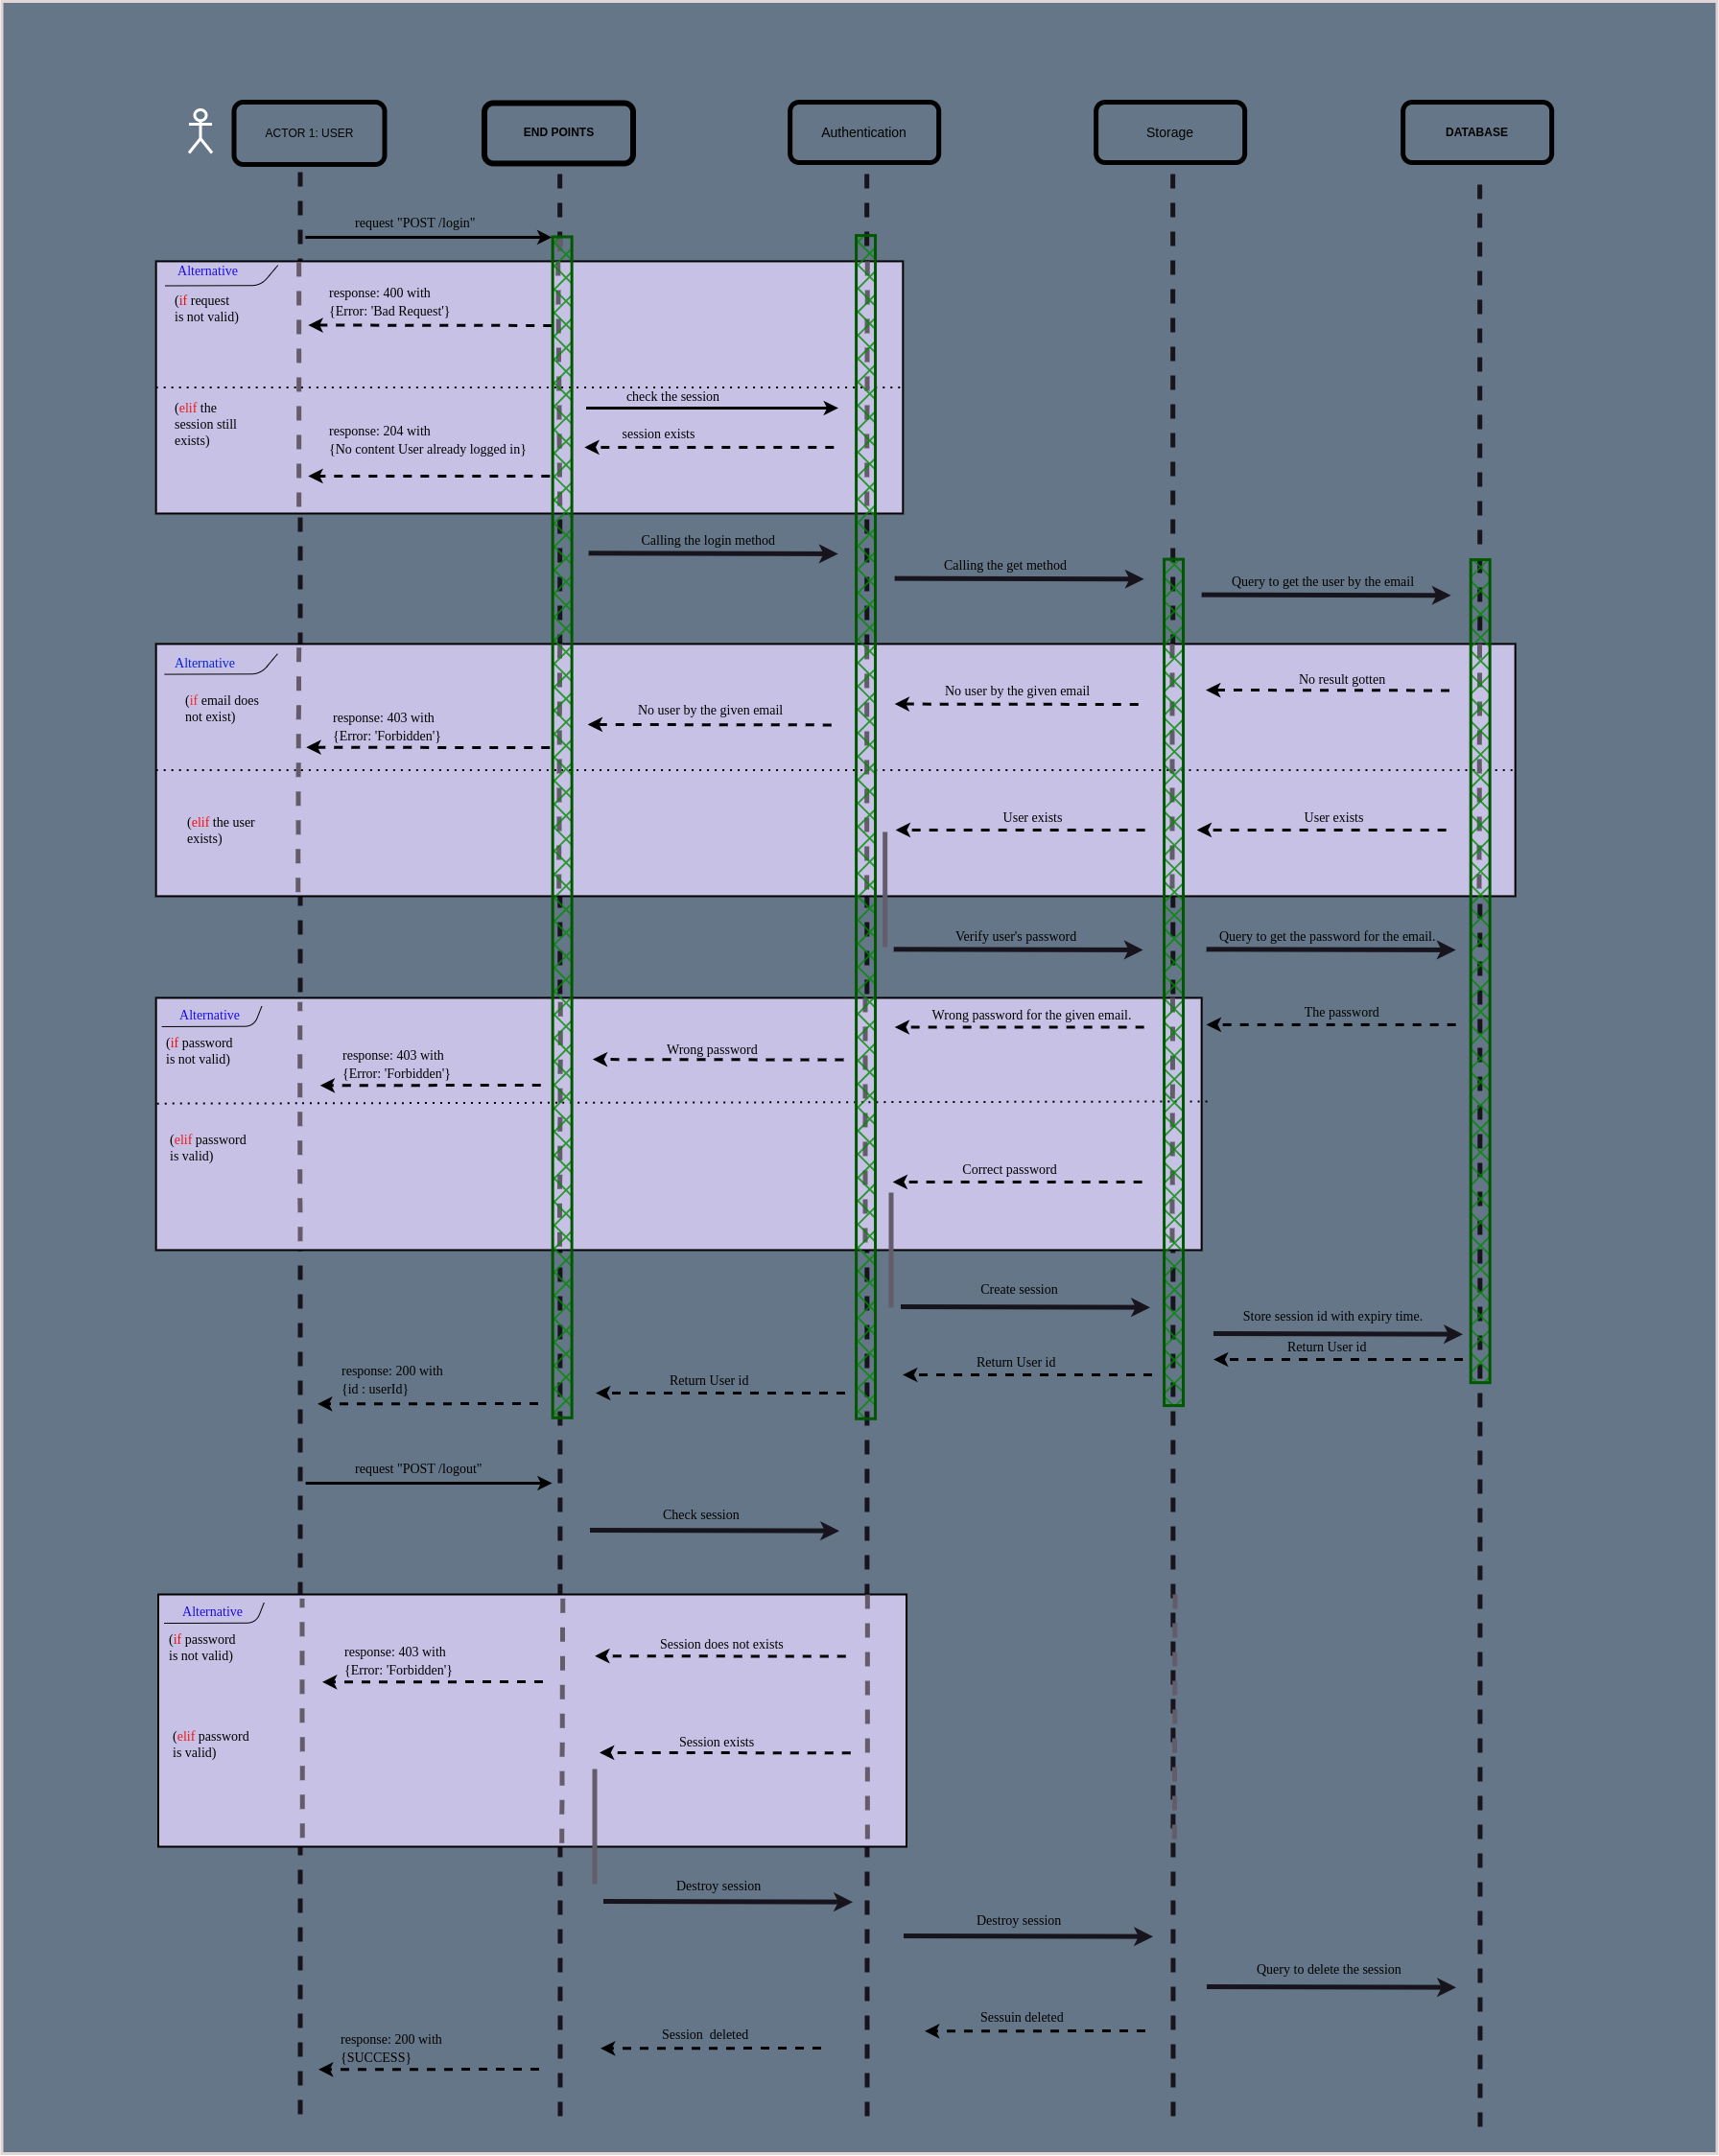 ACTOR 1: USER
END POINTS
Authentication
Storage
DATABASE
request "POST /login"
Alternative
(if request
is not valid)
response: 400 with
{Error: 'Bad Request'}
(elif the
session still
exists)
check the session
session exists
response: 204 with
{No content User already logged in}
Calling the login method
Calling the get method
Query to get the user by the email
Alternative
(if email does
not exist)
No result gotten
No user by the given email
No user by the given email
response: 403 with
{Error: 'Forbidden'}
(elif the user
exists)
User exists
User exists
Verify user's password
Query to get the password for the email.
Alternative
(if password
is not valid)
The password
Wrong password for the given email.
Wrong password
response: 403 with
{Error: 'Forbidden'}
(elif password
is valid)
Correct password
Create session
Store session id with expiry time.
Return User id
Return User id
Return User id
response: 200 with
{id : userId}
request "POST /logout"
Check session
Alternative
(if password
is not valid)
Session does not exists
response: 403 with
{Error: 'Forbidden'}
(elif password
is valid)
Session exists
Destroy session
Destroy session
Query to delete the session
Sessuin deleted
Session  deleted
response: 200 with
{SUCCESS}